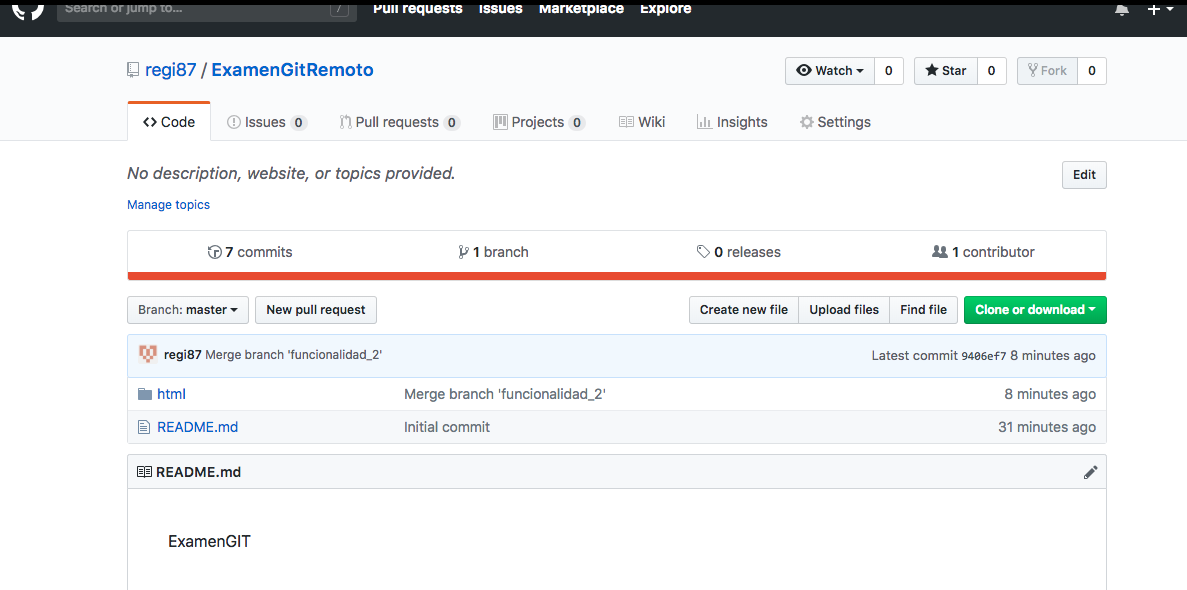 Search or jump to... /
Pull requests Issues Marketplace Explore
regi87 / ExamenGitRemoto
Watch 0 Star 0 Fork 0
Code Issues 0 Pull requests 0 Projects 0 Wiki Insights Settings
No description, website, or topics provided.
Edit
Manage topics
7 commits 1 branch 0 releases 1 contributor
Branch: master New pull request Create new file Upload files Find file Clone or download
regi87 Merge branch 'funcionalidad_2' Latest commit 9406ef7 8 minutes ago
html Merge branch 'funcionalidad_2' 8 minutes ago
README.md Initial commit 31 minutes ago
README.md
ExamenGIT